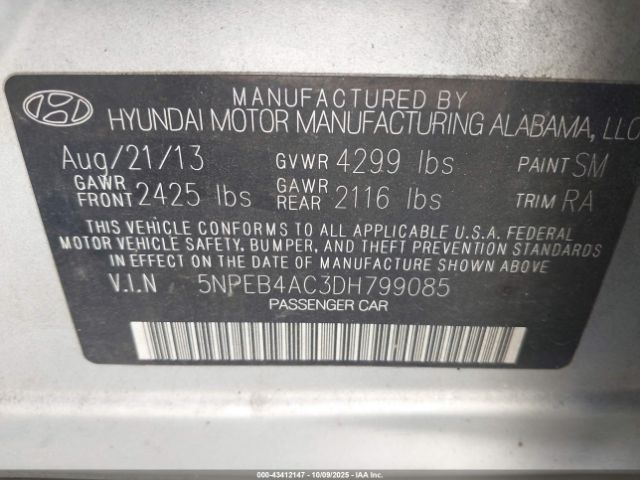 MANUFACTURED BY
HYUNDAI MOTOR MANUFACTURING ALABAMA, LLC
Aug/21/13 GVWR 4299 lbs PAINT SM
GAWR FRONT 2425 lbs GAWR REAR 2116 lbs TRIM RA
THIS VEHICLE CONFORMS TO ALL APPLICABLE U.S.A. FEDERAL
MOTOR VEHICLE SAFETY, BUMPER, AND THEFT PREVENTION STANDARDS
IN EFFECT ON THE DATE OF MANUFACTURE SHOWN ABOVE
V.I.N 5NPEB4AC3DH799085
PASSENGER CAR
000-43412147 - 10/09/2025 - IAAI.com